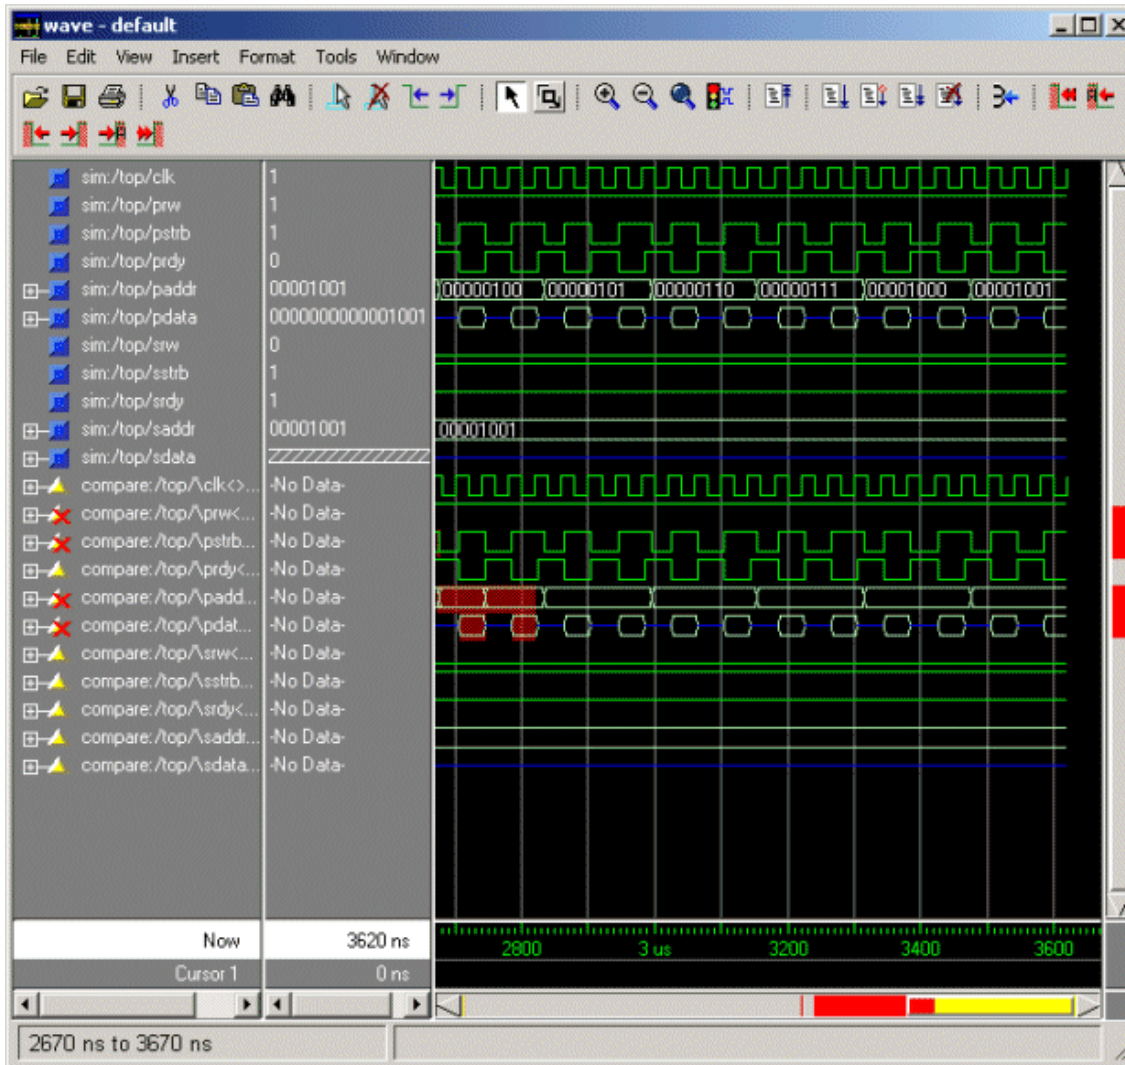 wave - default
File Edit View Insert Format Tools Window
sim:/top/clk 1
sim:/top/prw 1
sim:/top/pstrb 1
sim:/top/prdy 0
sim:/top/paddr 00001001 00000100 00000101 00000110 00000111 00001000 00001001
sim:/top/pdata 0000000000001001
sim:/top/srw 0
sim:/top/sstrb 1
sim:/top/srdy 1
sim:/top/saddr 00001001 00001001
sim:/top/sdata
compare:/top/\clk<>... -No Data-
compare:/top/\prw<... -No Data-
compare:/top/\pstrb... -No Data-
compare:/top/\prdy<... -No Data-
compare:/top/\padd... -No Data-
compare:/top/\pdat... -No Data-
compare:/top/\srw<... -No Data-
compare:/top/\sstrb... -No Data-
compare:/top/\srdy<... -No Data-
compare:/top/\saddr... -No Data-
compare:/top/\sdata... -No Data-
Now 3620 ns 2800 3 us 3200 3400 3600
Cursor 1 0 ns
2670 ns to 3670 ns